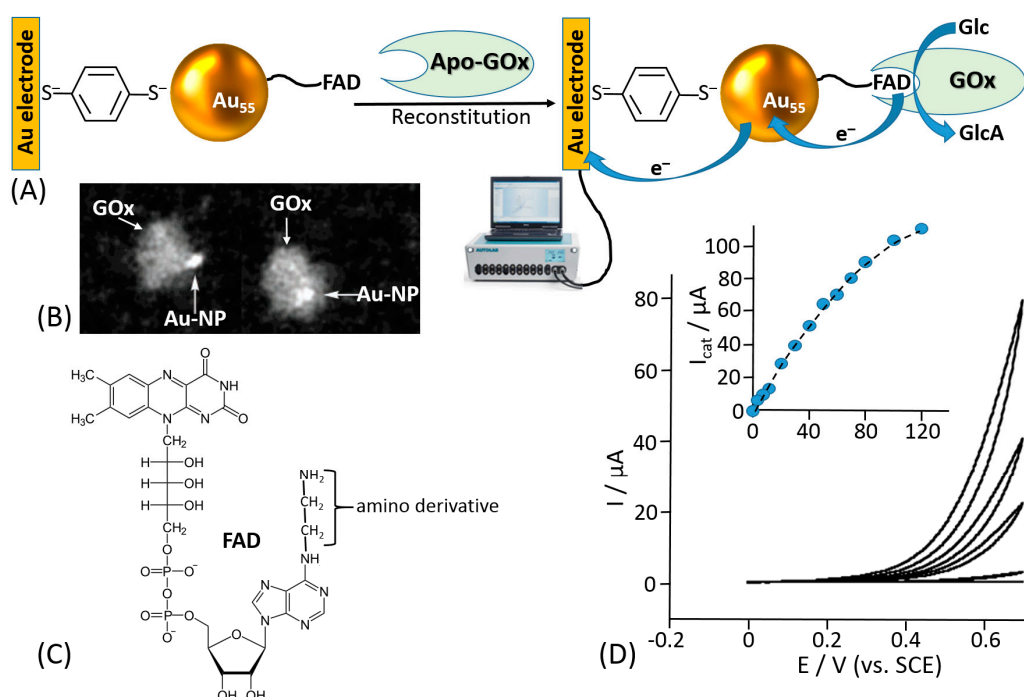 Au electrode
S⁻
S⁻
Au₅₅
FAD
Apo-GOx
Reconstitution
Au electrode
S⁻
S⁻
Au₅₅
FAD
Glc
GOx
GlcA
e⁻
e⁻
(A)
GOx
GOx
Au-NP
Au-NP
(B)
AUTOLAB
O
H₃C
N
NH
H₃C
N
N
O
CH₂
H
OH
H
OH
H
OH
CH₂
O
O=P-O⁻
O
O=P-O
O⁻
FAD
NH₂
CH₂
CH₂
NH
amino derivative
N
N
N
N
O
OH OH
(C)
I_cat / μA
100
80
60
40
20
0
0
40
80
120
I / μA
80
60
40
20
0
-0.2
0
0.2
0.4
0.6
E / V (vs. SCE)
(D)